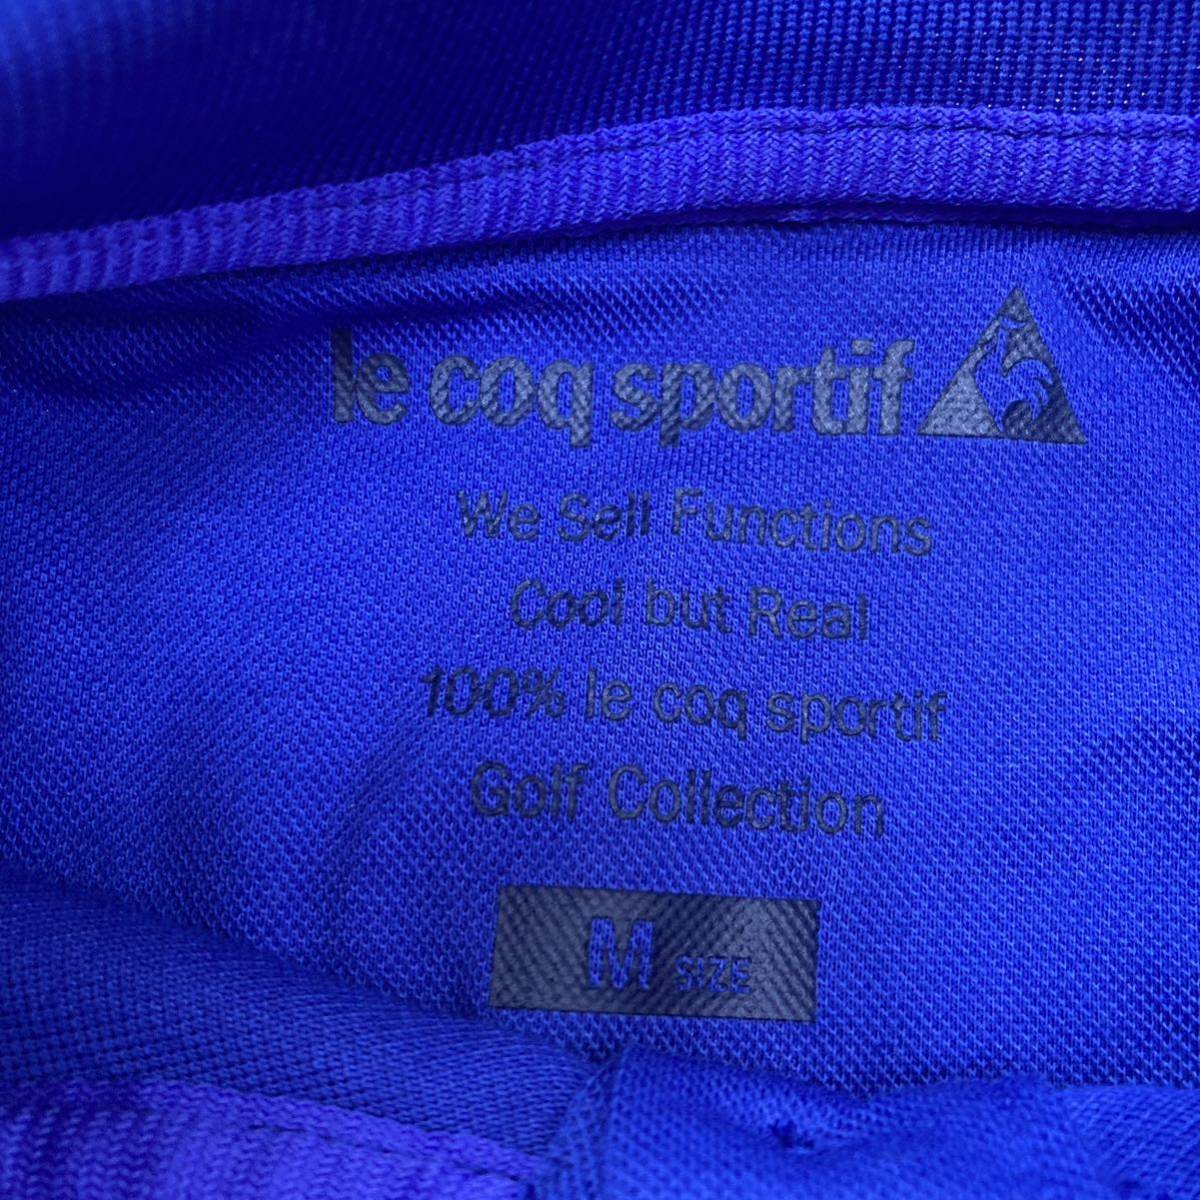 le coq sportif
We Sell Functions
Cool but Real
100% le coq sportif
Golf Collection
M SIZE